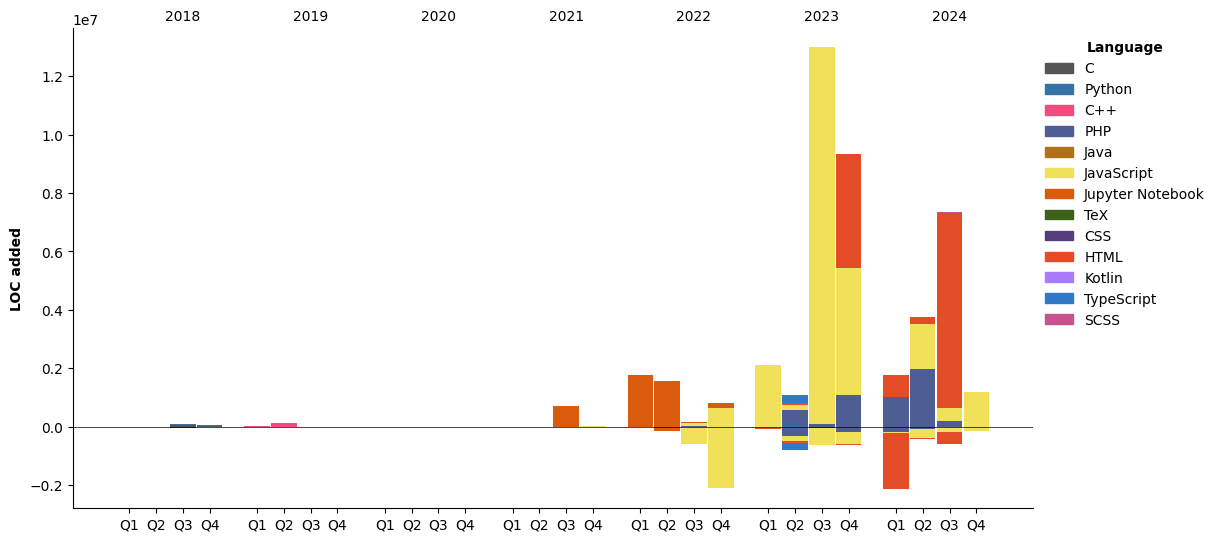 1e7
2018 2019 2020 2021 2022 2023 2024
LOC added
1.2
1.0
0.8
0.6
0.4
0.2
0.0
−0.2
Q1 Q2 Q3 Q4 Q1 Q2 Q3 Q4 Q1 Q2 Q3 Q4 Q1 Q2 Q3 Q4 Q1 Q2 Q3 Q4 Q1 Q2 Q3 Q4 Q1 Q2 Q3 Q4
Language
C
Python
C++
PHP
Java
JavaScript
Jupyter Notebook
TeX
CSS
HTML
Kotlin
TypeScript
SCSS